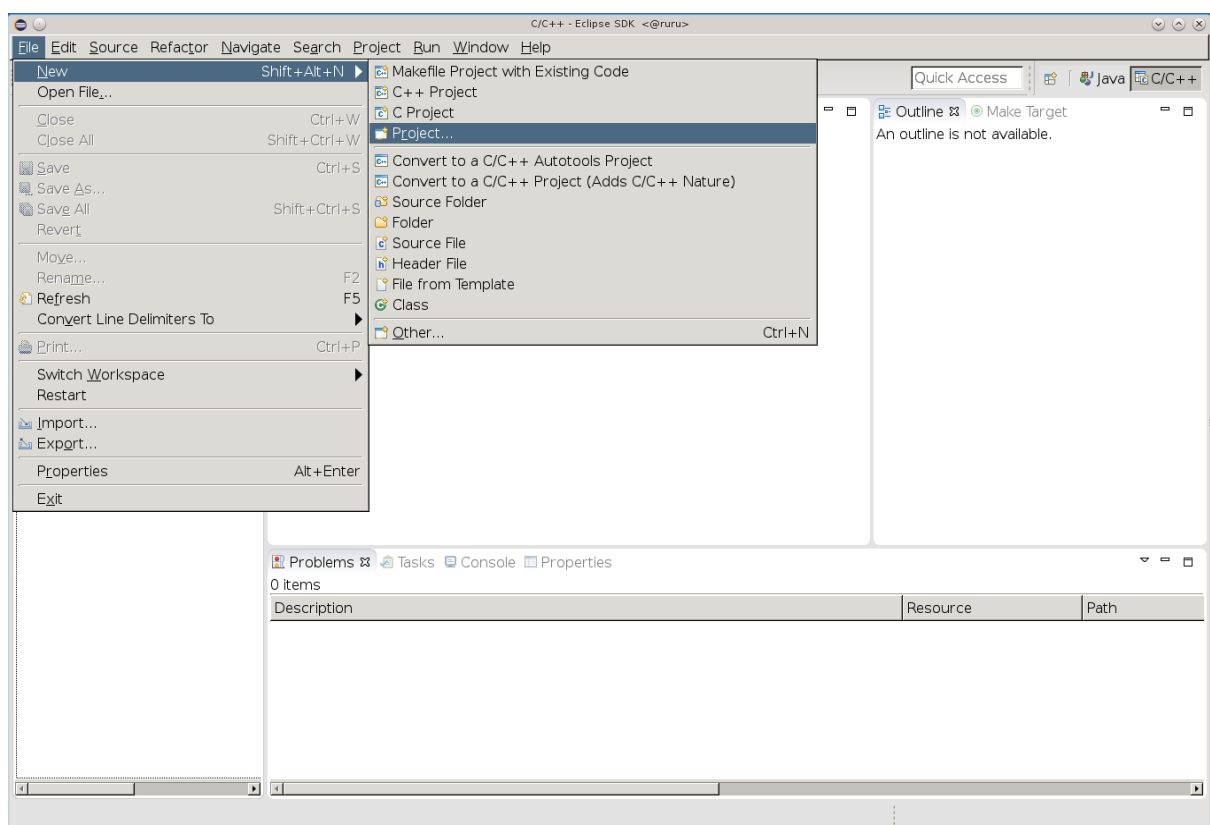 C/C++ - Eclipse SDK <@ruru>
File Edit Source Refactor Navigate Search Project Run Window Help
New Shift+Alt+N
Open File...
Close Ctrl+W
Close All Shift+Ctrl+W
Save Ctrl+S
Save As...
Save All Shift+Ctrl+S
Revert
Move...
Rename... F2
Refresh F5
Convert Line Delimiters To
Print... Ctrl+P
Switch Workspace
Restart
Import...
Export...
Properties Alt+Enter
Exit
Makefile Project with Existing Code
C++ Project
C Project
Project...
Convert to a C/C++ Autotools Project
Convert to a C/C++ Project (Adds C/C++ Nature)
Source Folder
Folder
Source File
Header File
File from Template
Class
Other... Ctrl+N
Quick Access Java C/C++
Outline Make Target
An outline is not available.
Problems Tasks Console Properties
0 items
Description Resource Path